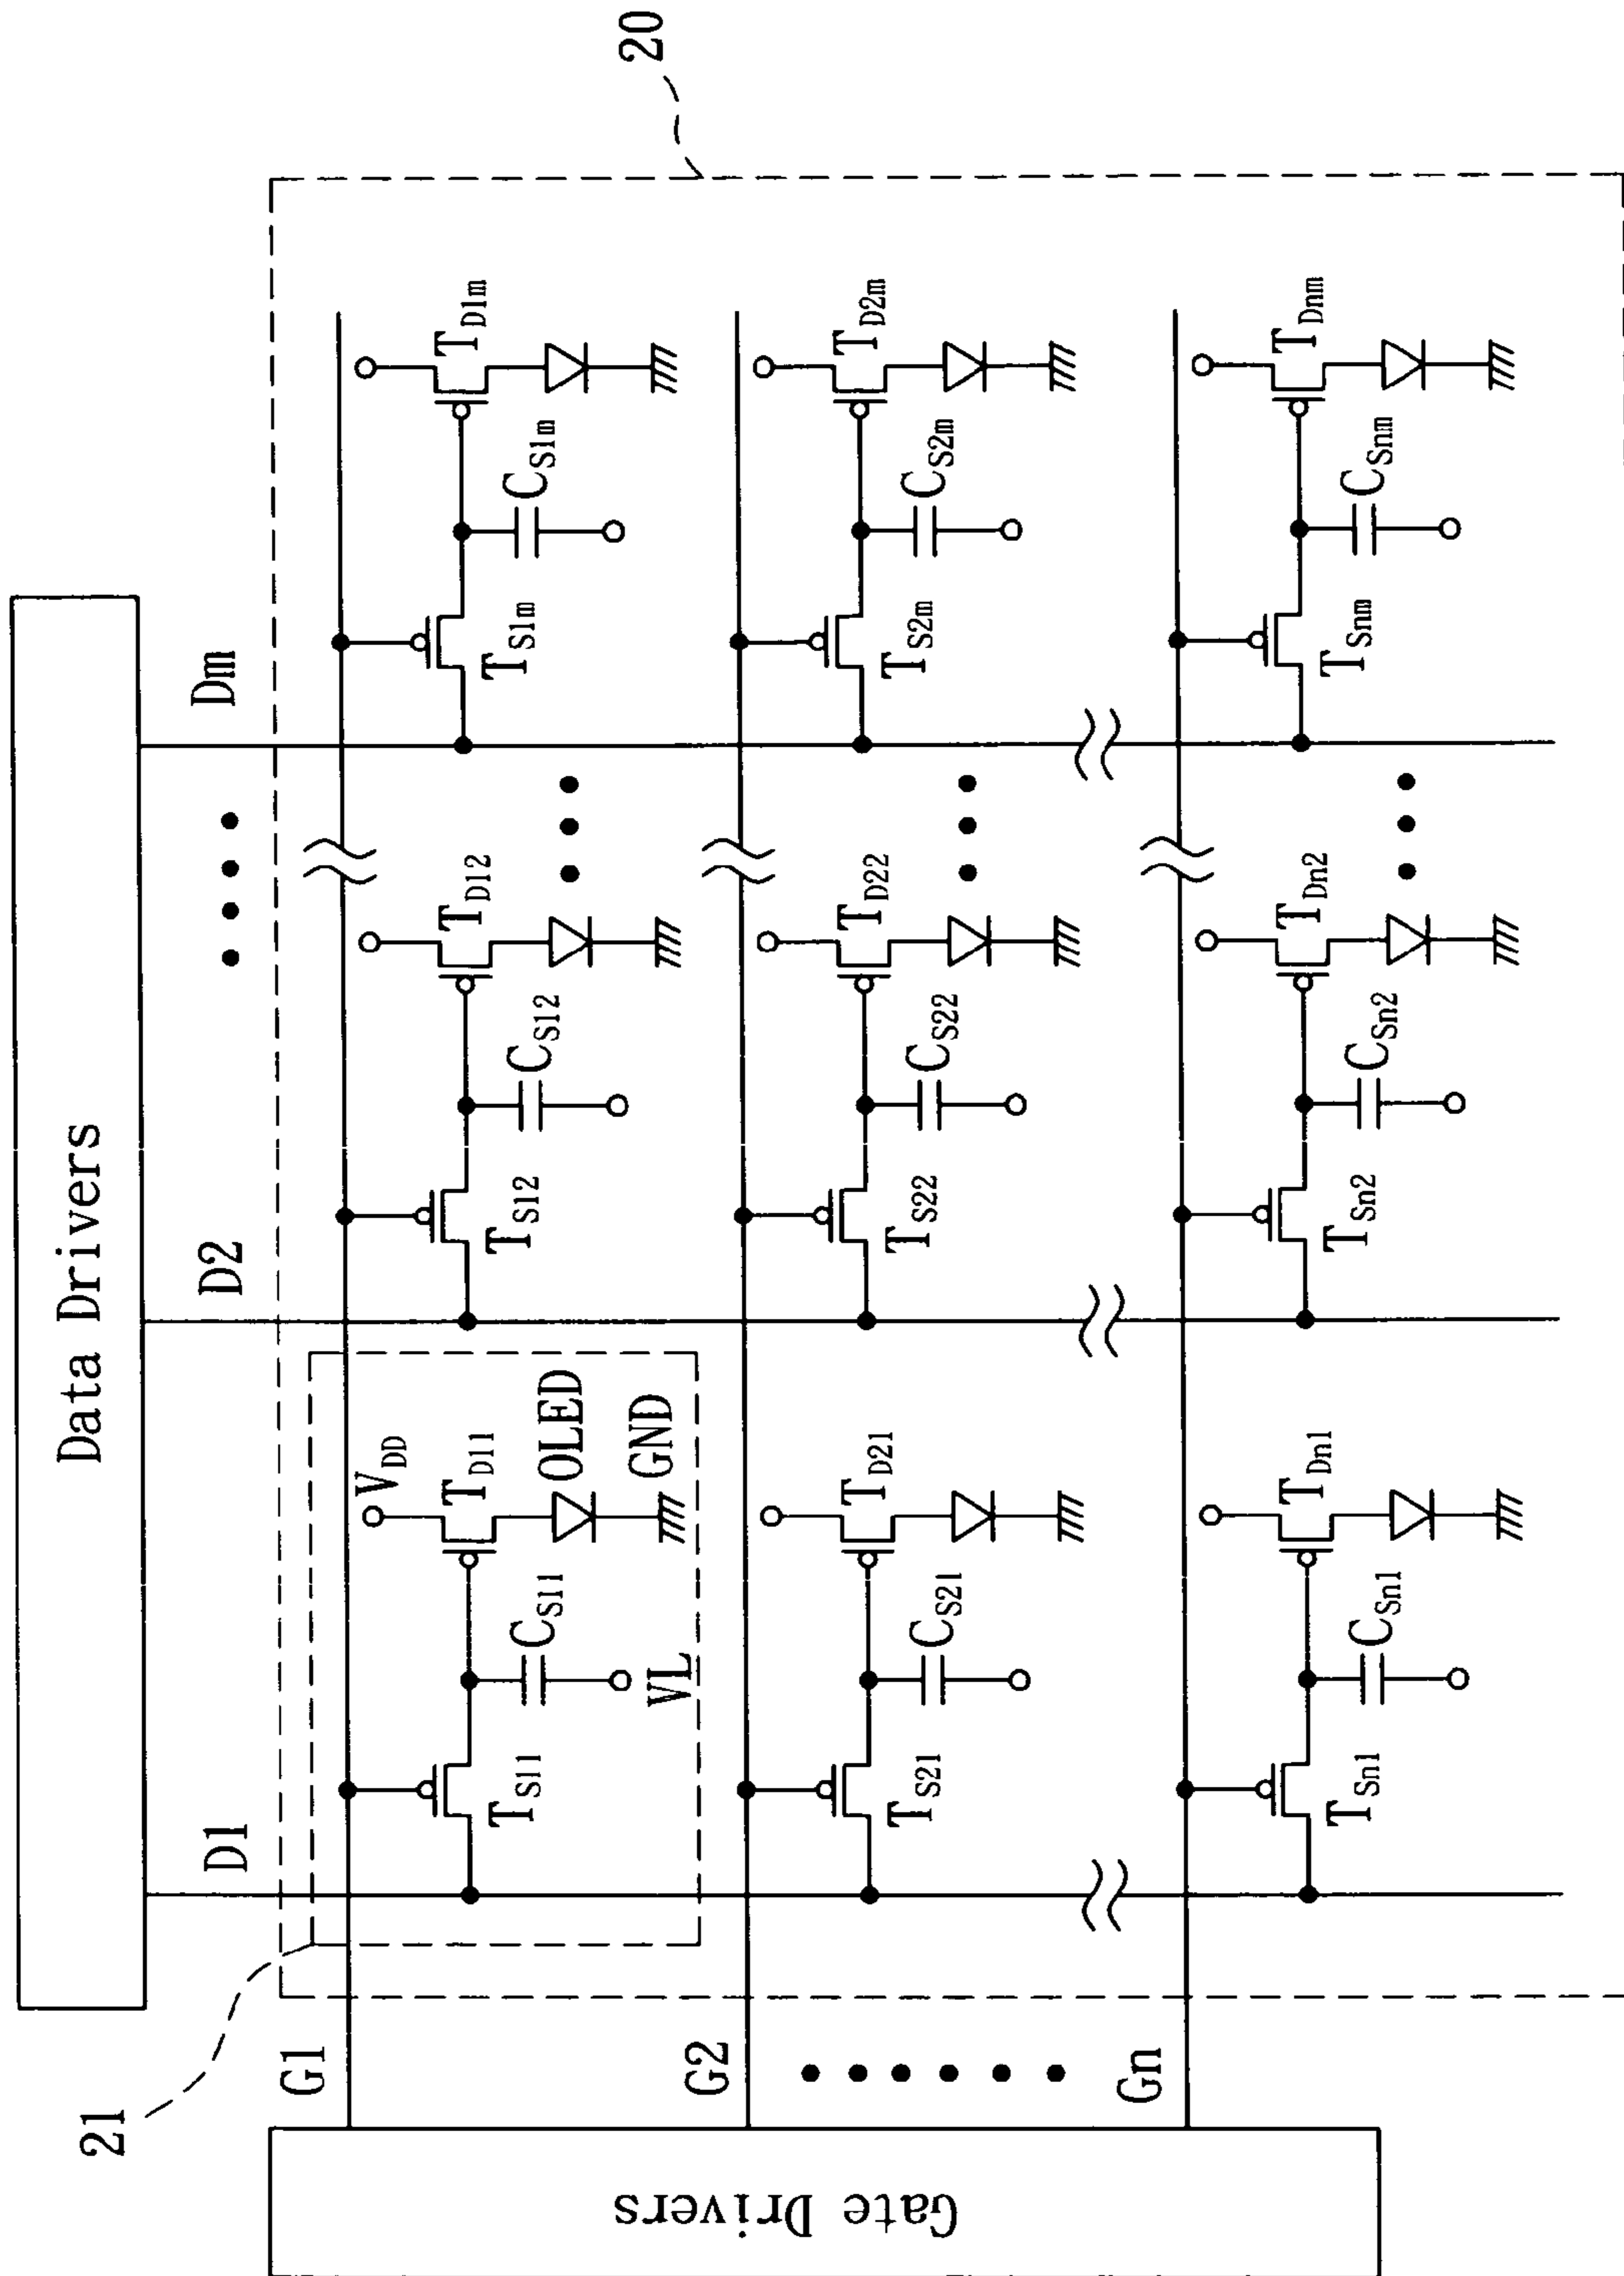 Data Drivers
D1
D2
Dm
20
21
G1
V_DD
T_D11
OLED
GND
C_S11
VL
T_S11
T_D12
C_S12
T_S12
T_D1m
C_S1m
T_S1m
G2
T_D21
C_S21
T_S21
T_D22
C_S22
T_S22
T_D2m
C_S2m
T_S2m
Gn
T_Dn1
C_Sn1
T_Sn1
T_Dn2
C_Sn2
T_Sn2
T_Dnm
C_Snm
T_Snm
Gate Drivers